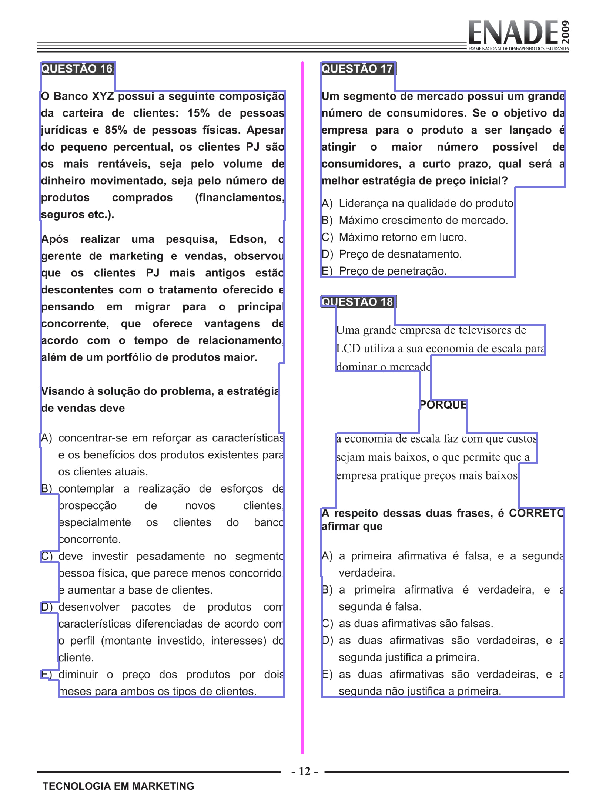 ENADE 2009
EXAME NACIONAL DE DESEMPENHO DOS ESTUDANTES
QUESTÃO 16
O Banco XYZ possui a seguinte composição
da carteira de clientes: 15% de pessoas
jurídicas e 85% de pessoas físicas. Apesar
do pequeno percentual, os clientes PJ são
os mais rentáveis, seja pelo volume de
dinheiro movimentado, seja pelo número de
produtos comprados (financiamentos,
seguros etc.).
Após realizar uma pesquisa, Edson, o
gerente de marketing e vendas, observou
que os clientes PJ mais antigos estão
descontentes com o tratamento oferecido e
pensando em migrar para o principal
concorrente, que oferece vantagens de
acordo com o tempo de relacionamento,
além de um portfólio de produtos maior.
Visando à solução do problema, a estratégia
de vendas deve
A) concentrar-se em reforçar as características
e os benefícios dos produtos existentes para
os clientes atuais.
B) contemplar a realização de esforços de
prospecção de novos clientes,
especialmente os clientes do banco
concorrente.
C) deve investir pesadamente no segmento
pessoa física, que parece menos concorrido,
e aumentar a base de clientes.
D) desenvolver pacotes de produtos com
características diferenciadas de acordo com
o perfil (montante investido, interesses) do
cliente.
E) diminuir o preço dos produtos por dois
meses para ambos os tipos de clientes.
QUESTÃO 17
Um segmento de mercado possui um grande
número de consumidores. Se o objetivo da
empresa para o produto a ser lançado é
atingir o maior número possível de
consumidores, a curto prazo, qual será a
melhor estratégia de preço inicial?
A) Liderança na qualidade do produto
B) Máximo crescimento de mercado.
C) Máximo retorno em lucro.
D) Preço de desnatamento.
E) Preço de penetração.
QUESTÃO 18
Uma grande empresa de televisores de
LCD utiliza a sua economia de escala para
dominar o mercado
PORQUE
a economia de escala faz com que custos
sejam mais baixos, o que permite que a
empresa pratique preços mais baixos
A respeito dessas duas frases, é CORRETO
afirmar que
A) a primeira afirmativa é falsa, e a segunda
verdadeira.
B) a primeira afirmativa é verdadeira, e a
segunda é falsa.
C) as duas afirmativas são falsas.
D) as duas afirmativas são verdadeiras, e a
segunda justifica a primeira.
E) as duas afirmativas são verdadeiras, e a
segunda não justifica a primeira.
- 12 -
TECNOLOGIA EM MARKETING